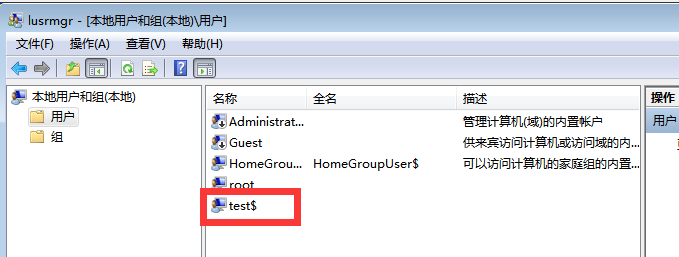 lusrmgr - [本地用户和组(本地)\用户]
文件(F) 操作(A) 查看(V) 帮助(H)
本地用户和组(本地)
用户
组
名称 全名 描述
Administrat... 管理计算机(域)的内置帐户
Guest 供来宾访问计算机或访问域的内...
HomeGrou... HomeGroupUser$ 可以访问计算机的家庭组的内置...
root
test$
操作
用户